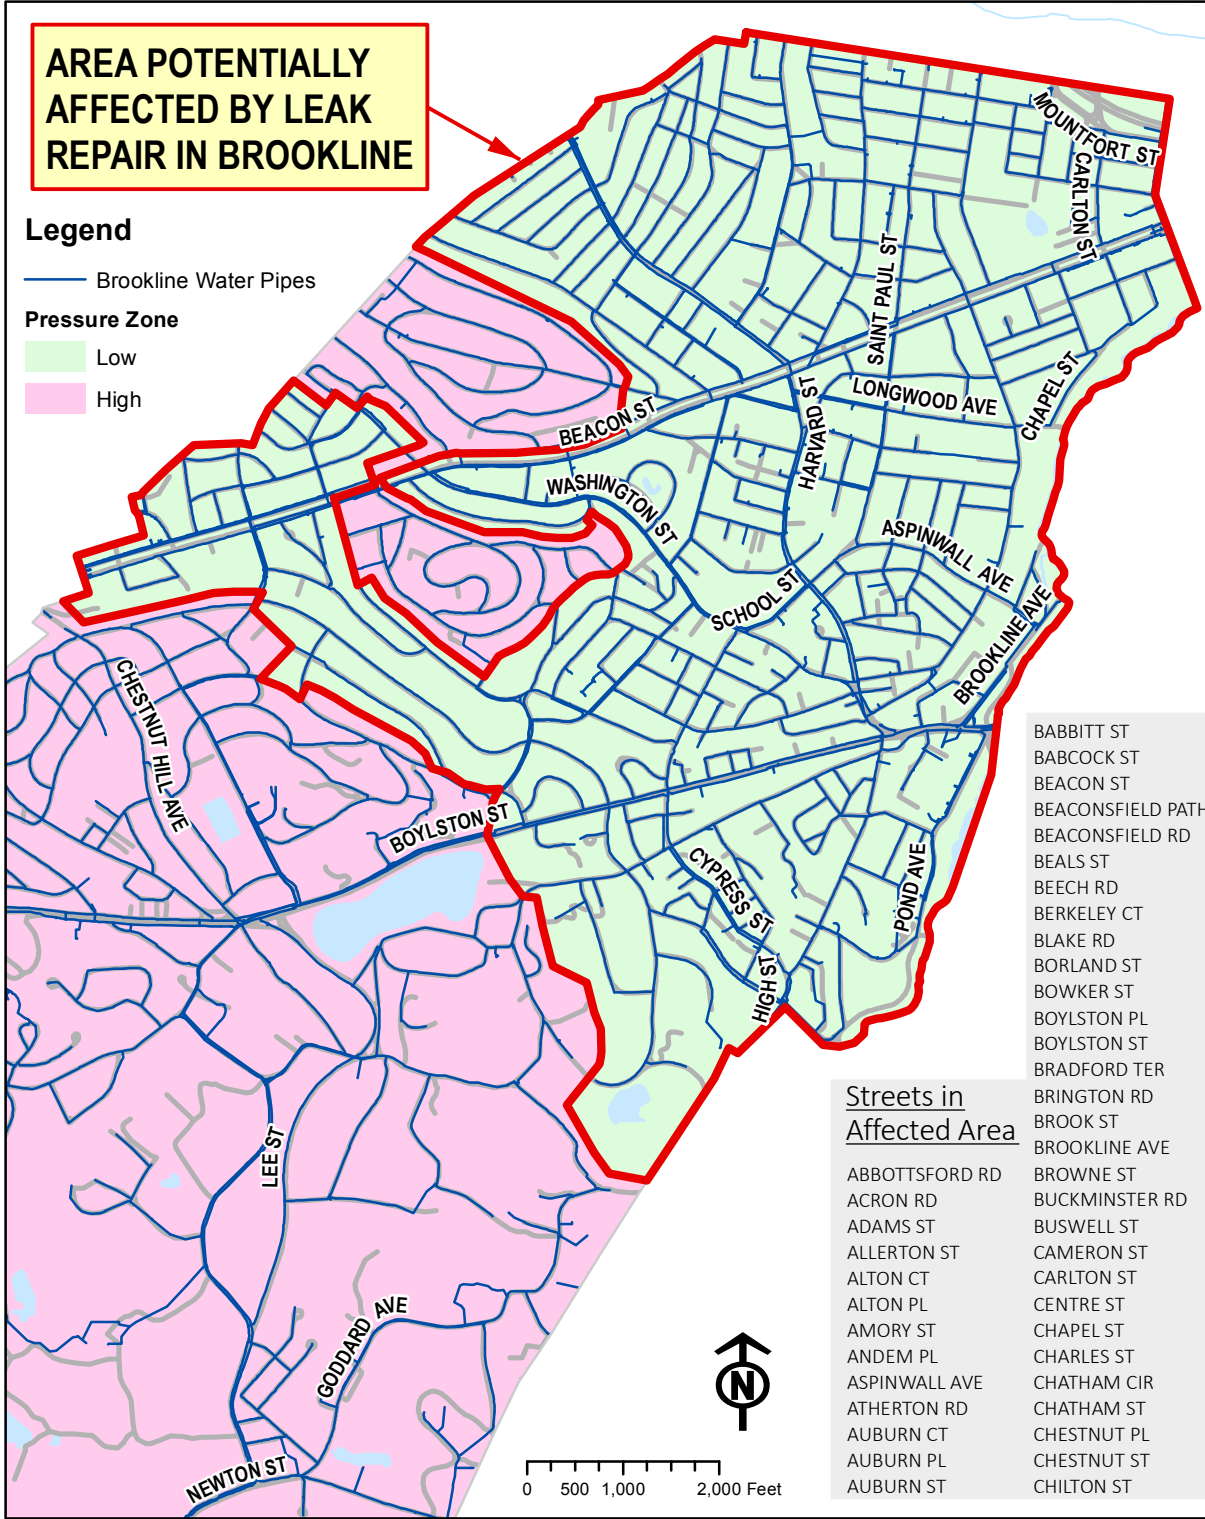 AREA POTENTIALLY
AFFECTED BY LEAK
REPAIR IN BROOKLINE
Legend
Brookline Water Pipes
Pressure Zone
Low
High
MOUNTFORT ST
CARLTON ST
SAINT PAUL ST
CHAPEL ST
LONGWOOD AVE
HARVARD ST
BEACON ST
WASHINGTON ST
ASPINWALL AVE
SCHOOL ST
BROOKLINE AVE
CHESTNUT HILL AVE
BOYLSTON ST
CYPRESS ST
POND AVE
HIGH ST
LEE ST
GODDARD AVE
NEWTON ST
N
0 500 1,000 2,000 Feet
Streets in
Affected Area
ABBOTTSFORD RD
ACRON RD
ADAMS ST
ALLERTON ST
ALTON CT
ALTON PL
AMORY ST
ANDEM PL
ASPINWALL AVE
ATHERTON RD
AUBURN CT
AUBURN PL
AUBURN ST
BABBITT ST
BABCOCK ST
BEACON ST
BEACONSFIELD PATH
BEACONSFIELD RD
BEALS ST
BEECH RD
BERKELEY CT
BLAKE RD
BORLAND ST
BOWKER ST
BOYLSTON PL
BOYLSTON ST
BRADFORD TER
BRINGTON RD
BROOK ST
BROOKLINE AVE
BROWNE ST
BUCKMINSTER RD
BUSWELL ST
CAMERON ST
CARLTON ST
CENTRE ST
CHAPEL ST
CHARLES ST
CHATHAM CIR
CHATHAM ST
CHESTNUT PL
CHESTNUT ST
CHILTON ST